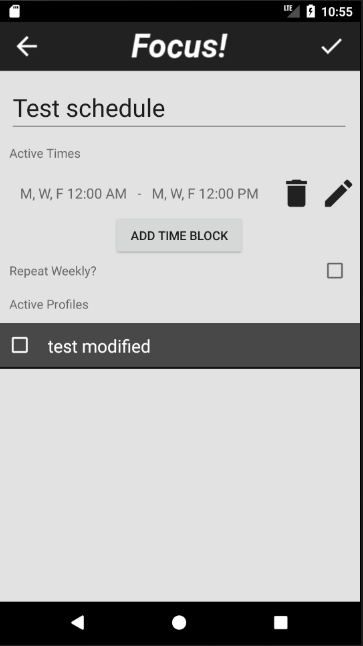 LTE 10:55
Focus!
Test schedule
Active Times
M, W, F 12:00 AM - M, W, F 12:00 PM
ADD TIME BLOCK
Repeat Weekly?
Active Profiles
test modified